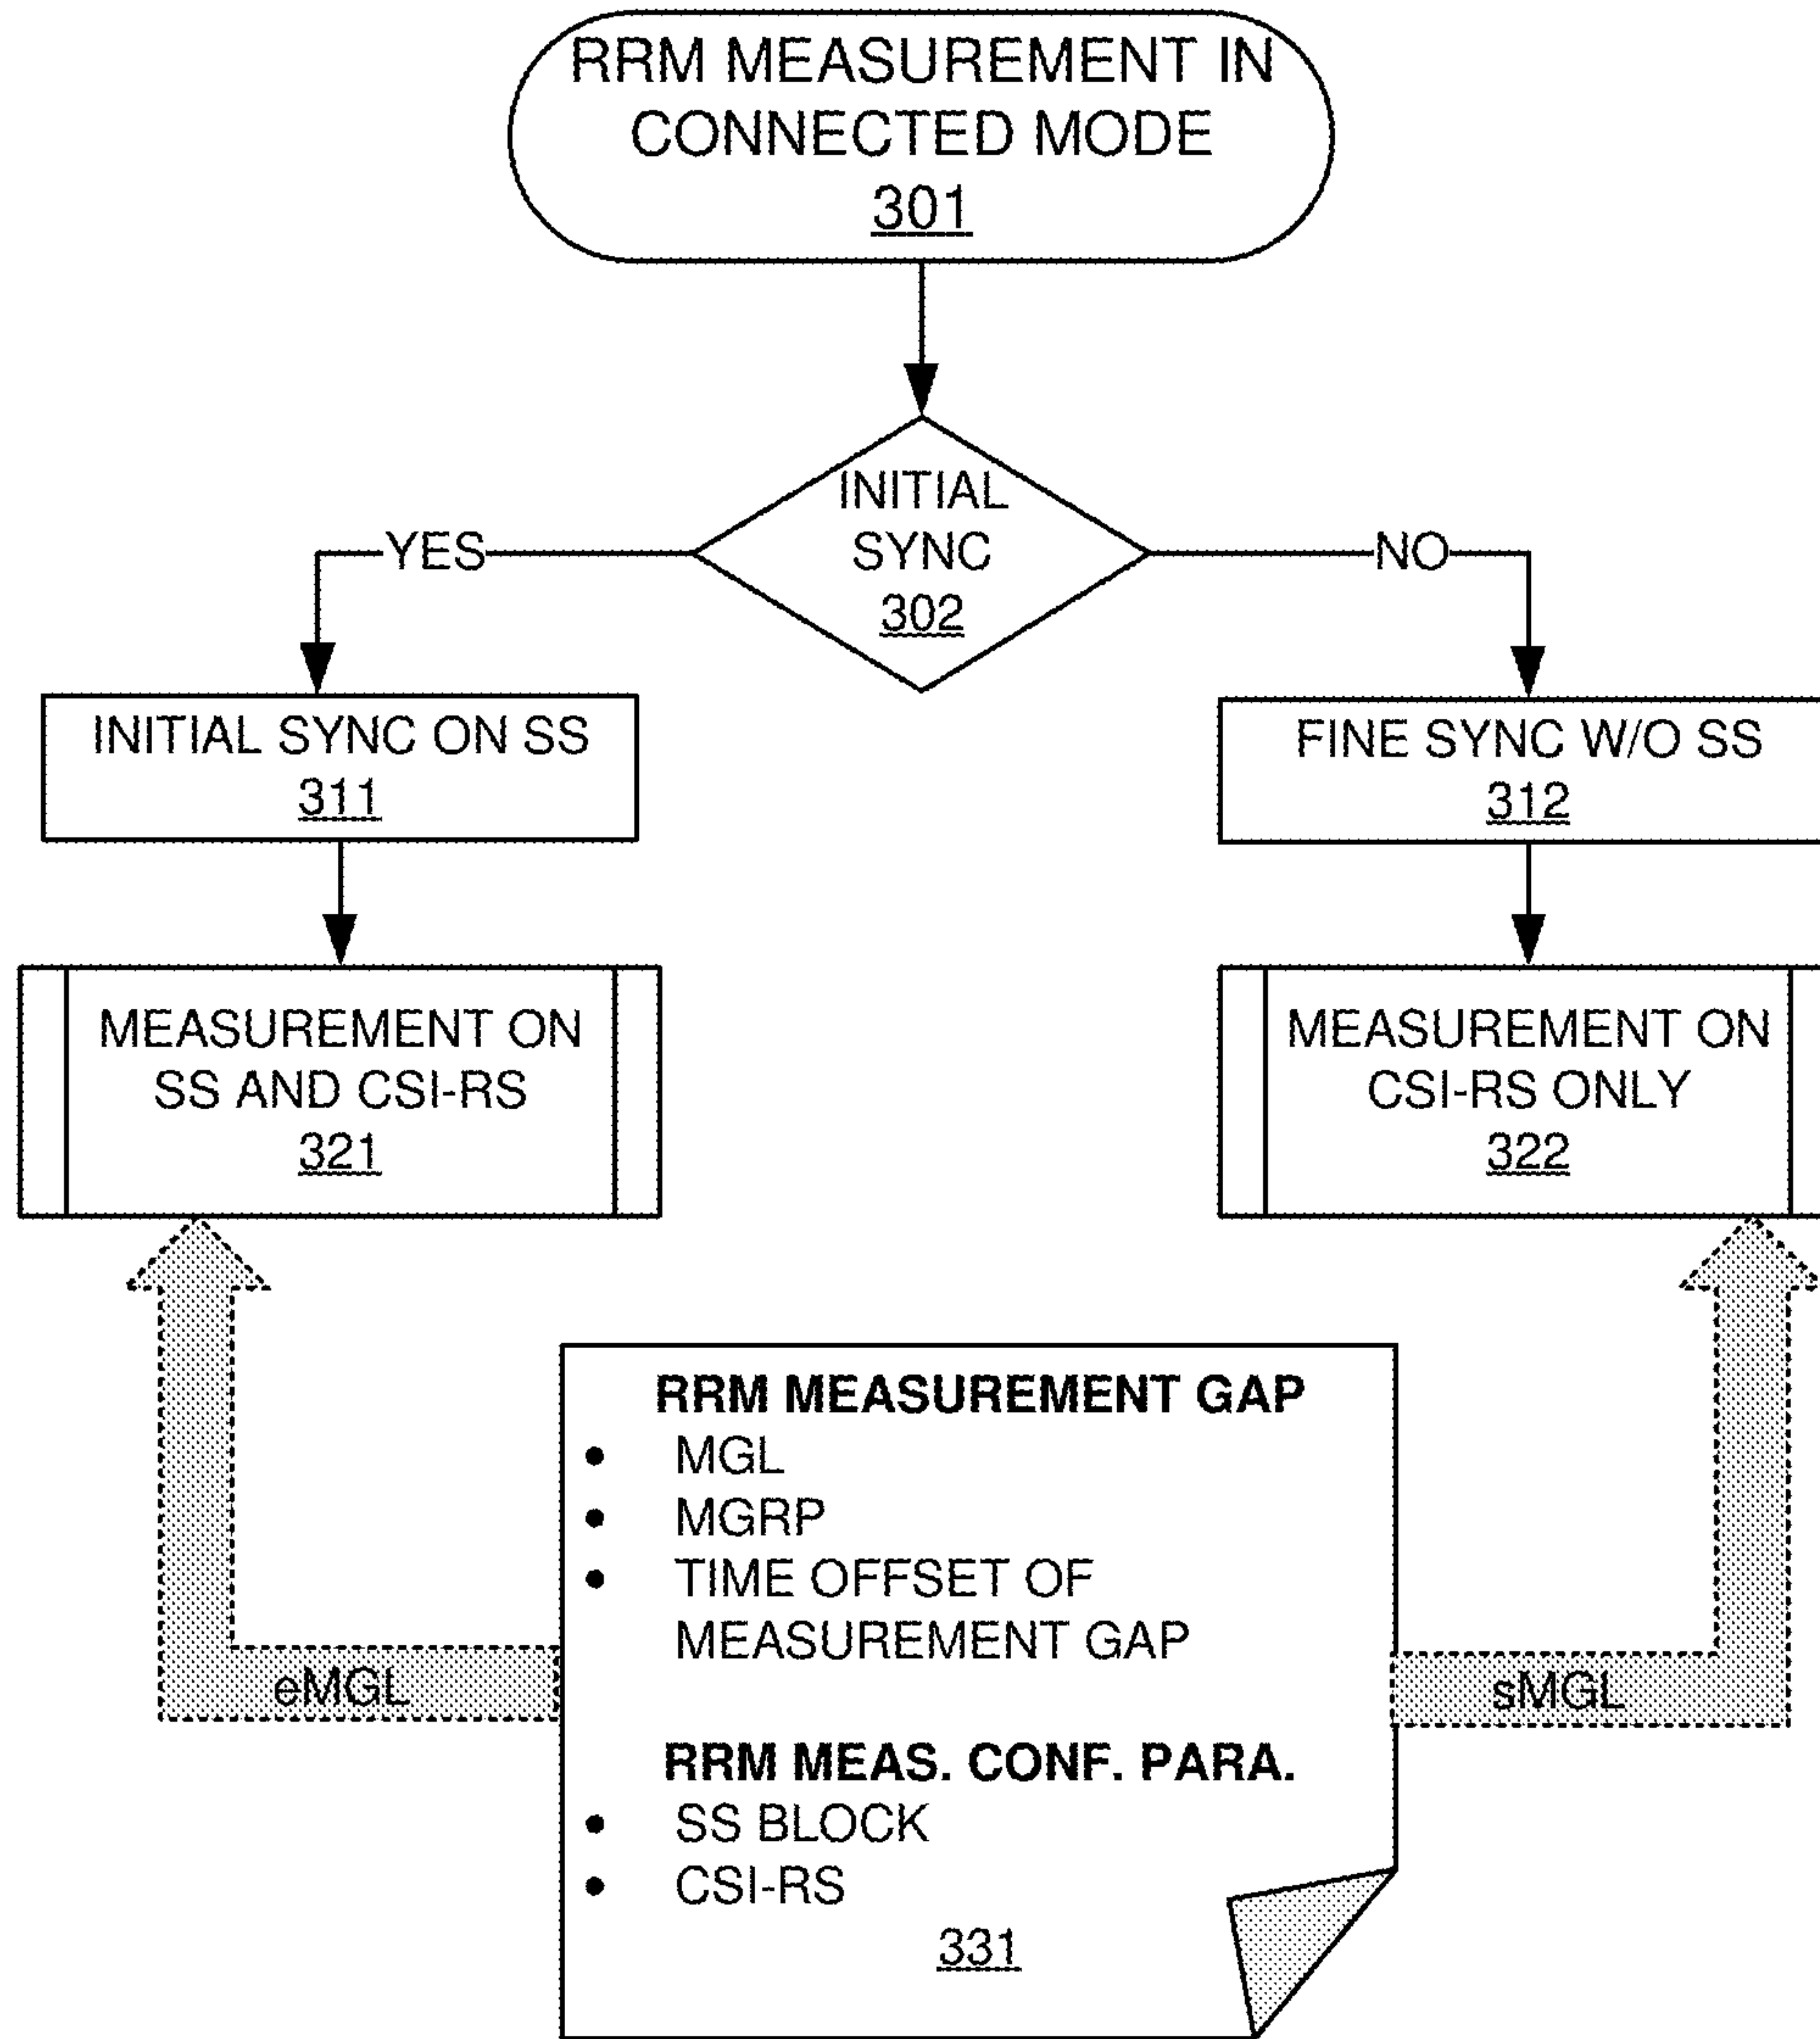 RRM MEASUREMENT IN
CONNECTED MODE
301
INITIAL
SYNC
302
YES
NO
INITIAL SYNC ON SS
311
FINE SYNC W/O SS
312
MEASUREMENT ON
SS AND CSI-RS
321
MEASUREMENT ON
CSI-RS ONLY
322
RRM MEASUREMENT GAP
• MGL
• MGRP
• TIME OFFSET OF
MEASUREMENT GAP
eMGL
sMGL
RRM MEAS. CONF. PARA.
• SS BLOCK
• CSI-RS
331